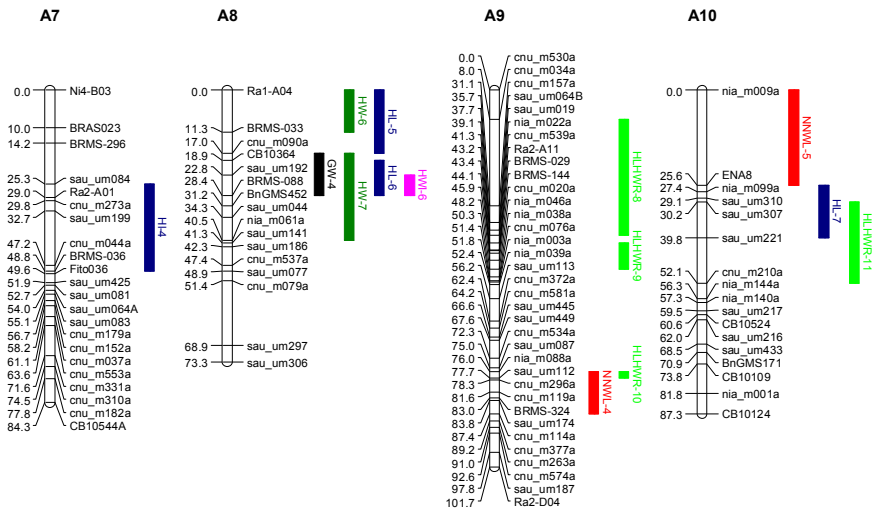 A7
A8
A9
A10
0.0 Ni4-B03
10.0 BRAS023
14.2 BRMS-296
25.3 sau_um084
29.0 Ra2-A01
29.8 cnu_m273a
32.7 sau_um199
47.2 cnu_m044a
48.8 BRMS-036
49.6 Fito036
51.9 sau_um425
52.7 sau_um081
54.0 sau_um064A
55.1 sau_um083
56.7 cnu_m179a
58.2 cnu_m152a
61.1 cnu_m037a
63.6 cnu_m553a
71.6 cnu_m331a
74.5 cnu_m310a
77.8 cnu_m182a
84.3 CB10544A
HI-4
0.0 Ra1-A04
11.3 BRMS-033
17.0 cnu_m090a
18.9 CB10364
22.8 sau_um192
28.4 BRMS-088
31.2 BnGMS452
34.3 sau_um044
40.5 nia_m061a
41.3 sau_um141
42.3 sau_um186
47.4 cnu_m537a
48.9 sau_um077
51.4 cnu_m079a
68.9 sau_um297
73.3 sau_um306
GW-4
HW-6
HW-7
HL-5
HL-6
HWI-6
0.0 cnu_m530a
8.0 cnu_m034a
31.1 cnu_m157a
35.7 sau_um064B
37.7 sau_um019
39.1 nia_m022a
41.3 cnu_m539a
43.2 Ra2-A11
43.4 BRMS-029
44.1 BRMS-144
45.9 cnu_m020a
48.2 nia_m046a
50.3 nia_m038a
51.4 cnu_m076a
51.8 nia_m003a
52.4 nia_m039a
56.2 sau_um113
62.4 cnu_m372a
64.2 cnu_m581a
66.6 sau_um445
67.6 sau_um449
72.3 cnu_m534a
75.0 sau_um087
76.0 nia_m088a
77.7 sau_um112
78.3 cnu_m296a
81.6 cnu_m119a
83.0 BRMS-324
83.8 sau_um174
87.4 cnu_m114a
89.2 cnu_m377a
91.0 cnu_m263a
92.6 cnu_m574a
97.8 sau_um187
101.7 Ra2-D04
NNWL-4
HLHWR-8
HLHWR-9
HLHWR-10
0.0 nia_m009a
25.6 ENA8
27.4 nia_m099a
29.1 sau_um310
30.2 sau_um307
39.8 sau_um221
52.1 cnu_m210a
56.3 nia_m144a
57.3 nia_m140a
59.5 sau_um217
60.6 CB10524
62.0 sau_um216
68.5 sau_um433
70.9 BnGMS171
73.8 CB10109
81.8 nia_m001a
87.3 CB10124
NNWL-5
HL-7
HLHWR-11